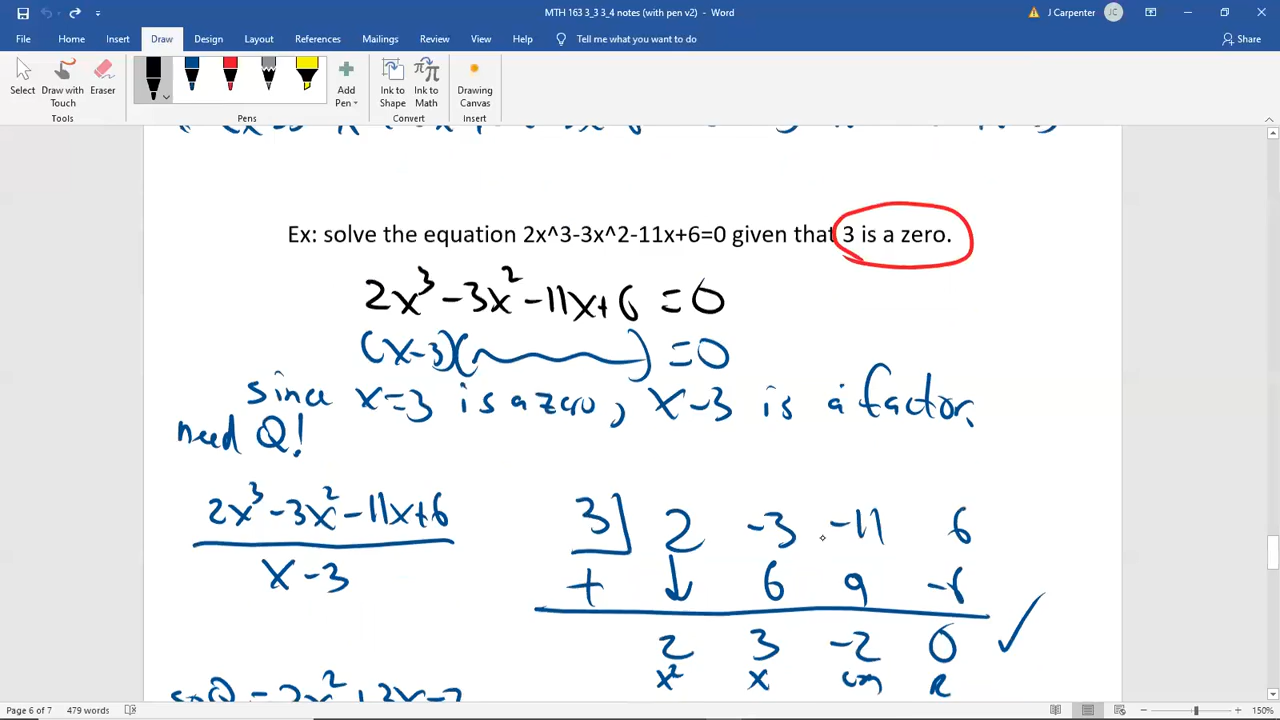 MTH 163 3_3 3_4 notes (with pen v2) - Word
J Carpenter JC
File Home Insert Draw Design Layout References Mailings Review View Help Tell me what you want to do Share
Select Draw with Touch Eraser Add Pen Ink to Shape Ink to Math Drawing Canvas
Tools Pens Convert Insert
Ex: solve the equation 2x^3-3x^2-11x+6=0 given that 3 is a zero.
2x³ -3x² -11x+6 = 0
(x-3)( ) = 0
since x=3 is a zero, x-3 is a factor.
need Q!
2x³ -3x² -11x+6
x-3
3 2 -3 -11 6
+ ↓ 6 9 -6
2 3 -2 0 ✓
x² x con R
so Q = 2x² + 3x - 2
Page 6 of 7 479 words 150%